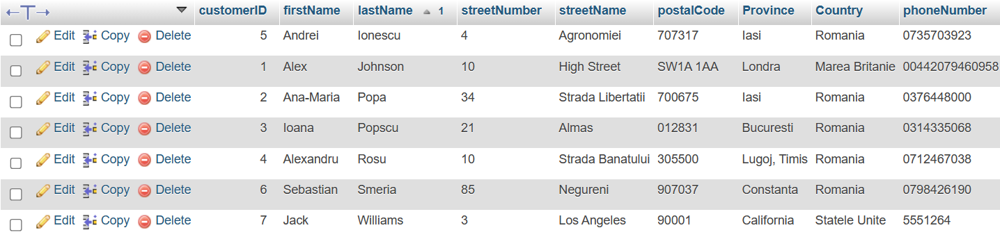 customerID firstName lastName 1 streetNumber streetName postalCode Province Country phoneNumber
Edit Copy Delete 5 Andrei Ionescu 4 Agronomiei 707317 Iasi Romania 0735703923
Edit Copy Delete 1 Alex Johnson 10 High Street SW1A 1AA Londra Marea Britanie 00442079460958
Edit Copy Delete 2 Ana-Maria Popa 34 Strada Libertatii 700675 Iasi Romania 0376448000
Edit Copy Delete 3 Ioana Popscu 21 Almas 012831 Bucuresti Romania 0314335068
Edit Copy Delete 4 Alexandru Rosu 10 Strada Banatului 305500 Lugoj, Timis Romania 0712467038
Edit Copy Delete 6 Sebastian Smeria 85 Negureni 907037 Constanta Romania 0798426190
Edit Copy Delete 7 Jack Williams 3 Los Angeles 90001 California Statele Unite 5551264